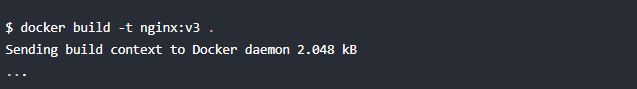 $ docker build -t nginx:v3 .
Sending build context to Docker daemon 2.048 kB
...